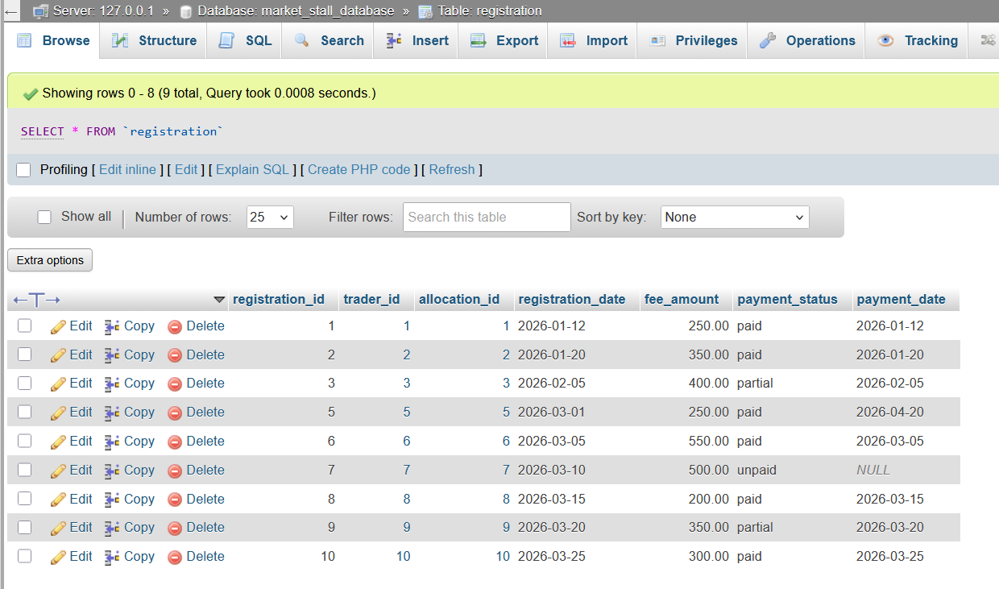 Server: 127.0.0.1 » Database: market_stall_database » Table: registration
Browse Structure SQL Search Insert Export Import Privileges Operations Tracking
Showing rows 0 - 8 (9 total, Query took 0.0008 seconds.)
SELECT * FROM `registration`
Profiling [ Edit inline ] [ Edit ] [ Explain SQL ] [ Create PHP code ] [ Refresh ]
Show all | Number of rows: 25 Filter rows: Search this table Sort by key: None
Extra options
←T→ registration_id trader_id allocation_id registration_date fee_amount payment_status payment_date
Edit Copy Delete 1 1 1 2026-01-12 250.00 paid 2026-01-12
Edit Copy Delete 2 2 2 2026-01-20 350.00 paid 2026-01-20
Edit Copy Delete 3 3 3 2026-02-05 400.00 partial 2026-02-05
Edit Copy Delete 5 5 5 2026-03-01 250.00 paid 2026-04-20
Edit Copy Delete 6 6 6 2026-03-05 550.00 paid 2026-03-05
Edit Copy Delete 7 7 7 2026-03-10 500.00 unpaid NULL
Edit Copy Delete 8 8 8 2026-03-15 200.00 paid 2026-03-15
Edit Copy Delete 9 9 9 2026-03-20 350.00 partial 2026-03-20
Edit Copy Delete 10 10 10 2026-03-25 300.00 paid 2026-03-25